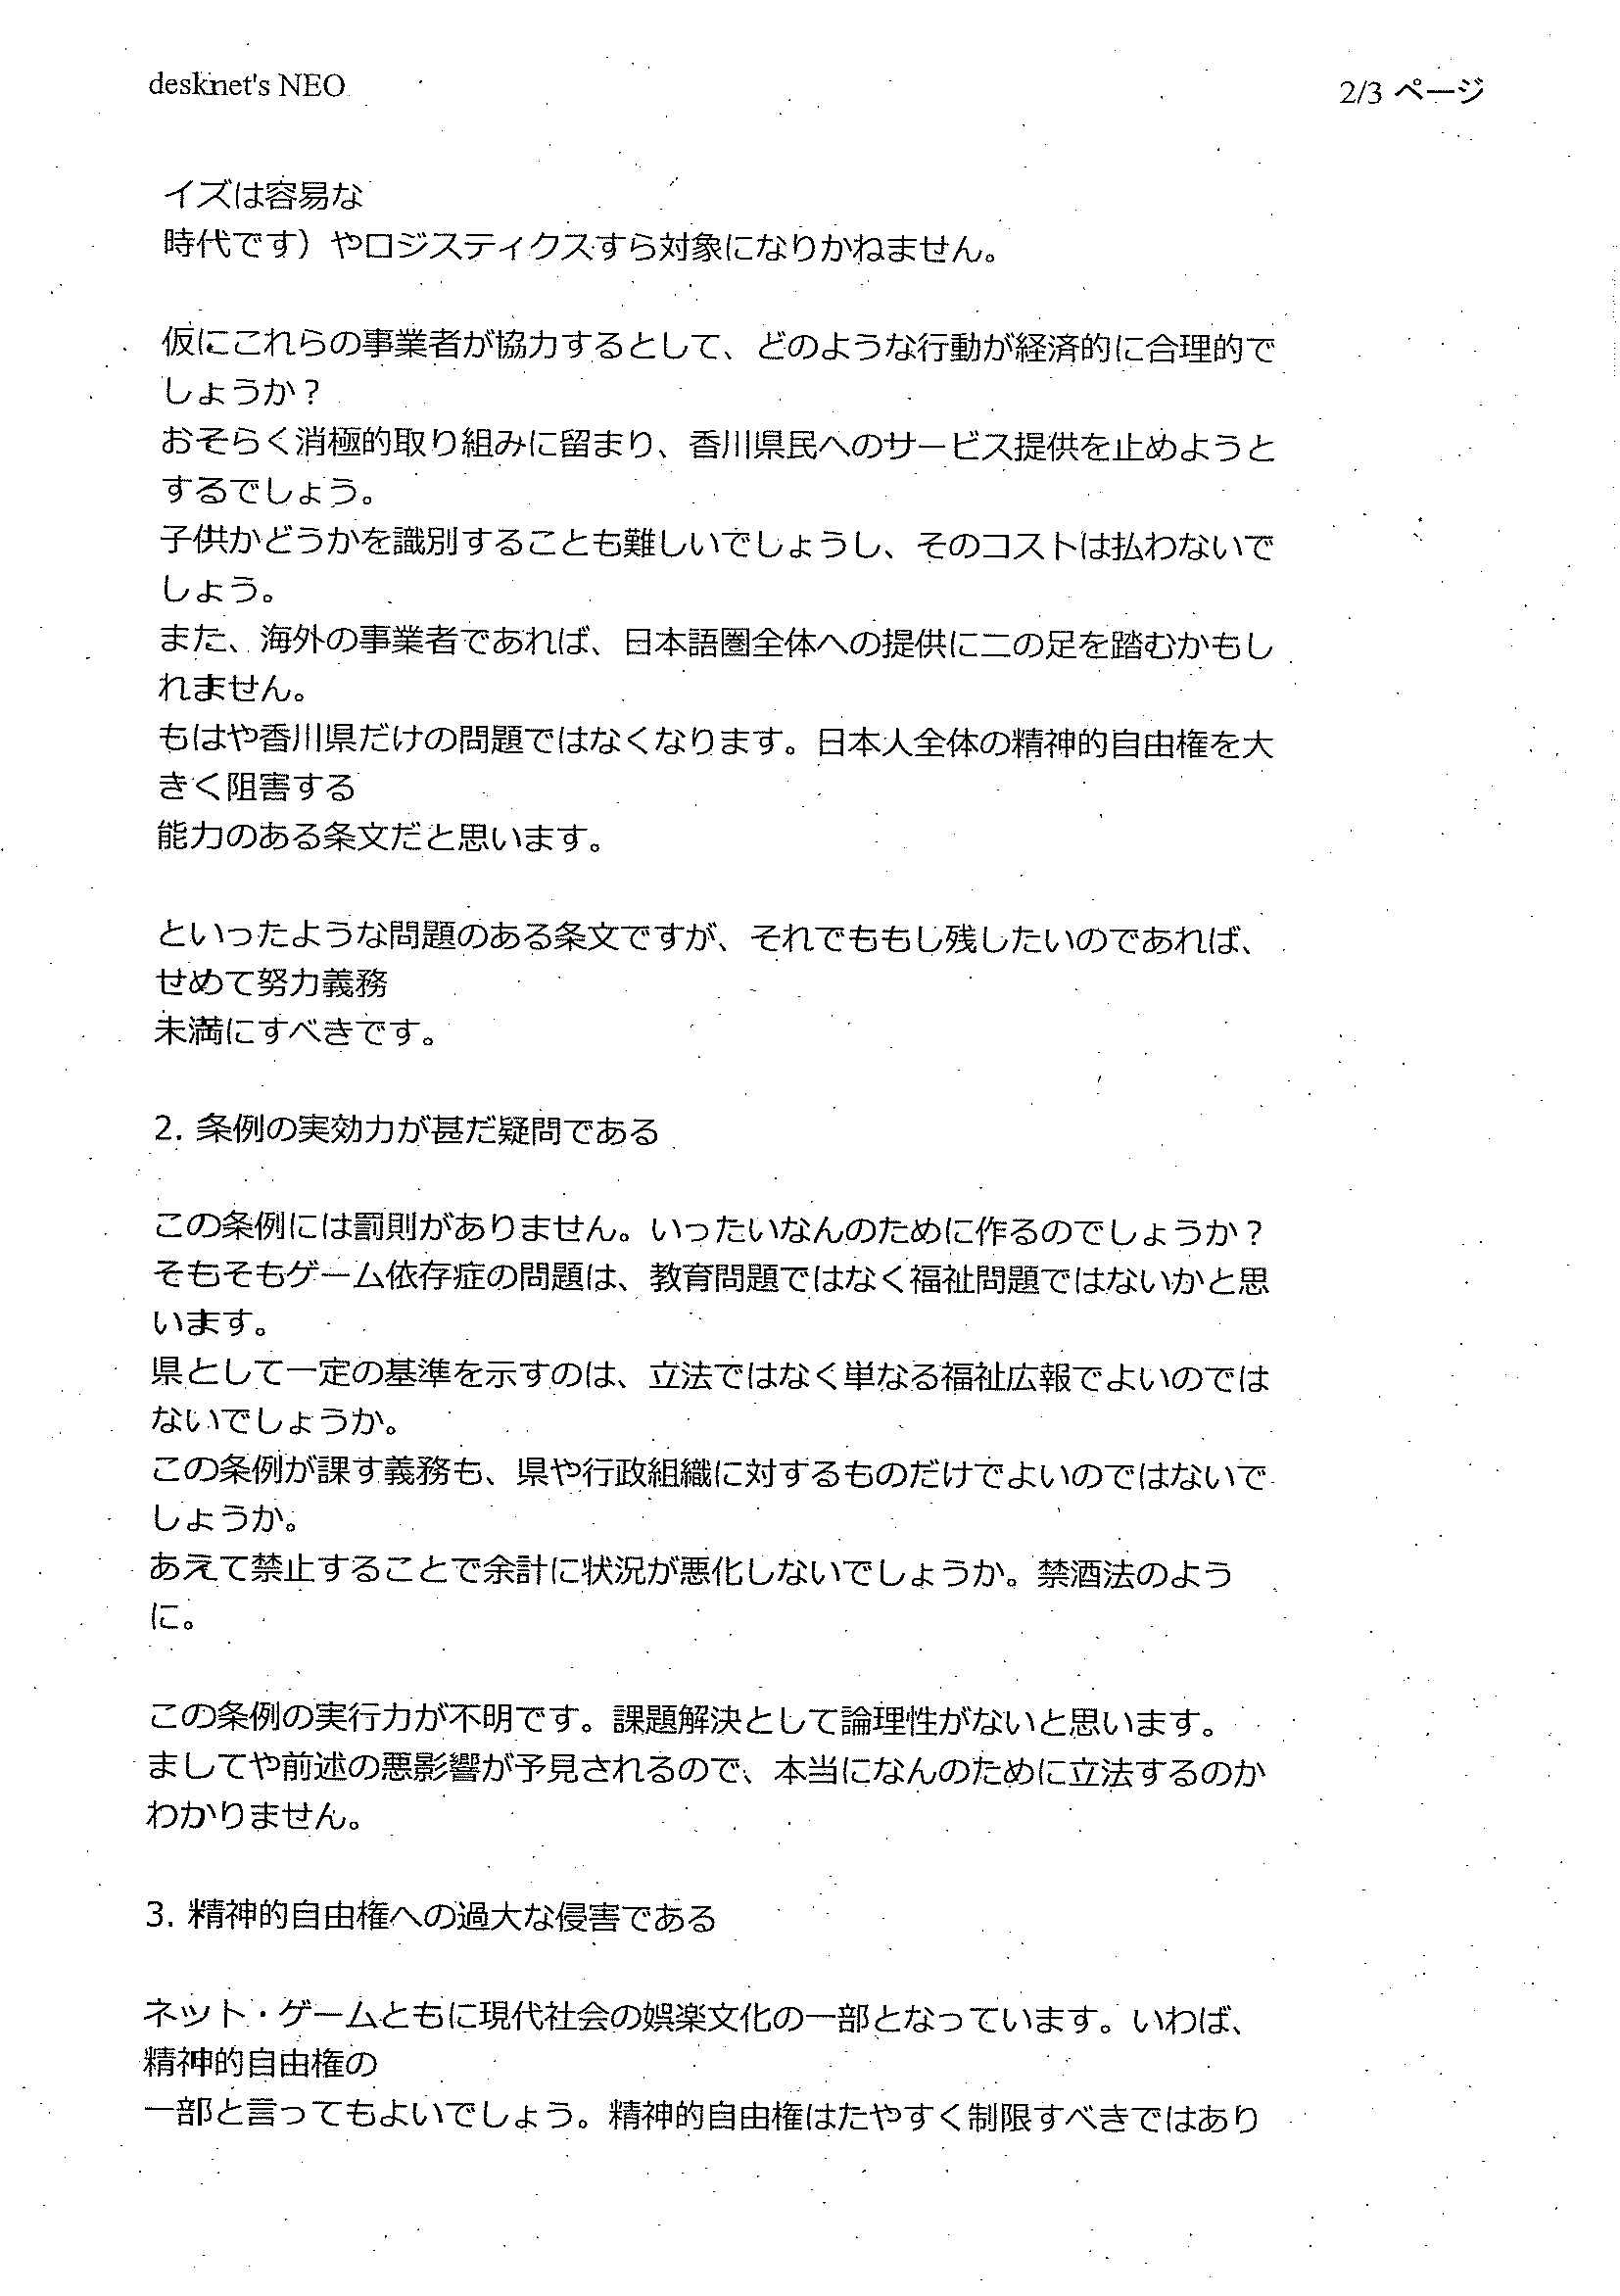 desknet's NEO
2/3 ページ
イズは容易な
時代です）やロジスティクスすら対象になりかねません。
仮にこれらの事業者が協力するとして、どのような行動が経済的に合理的で
しょうか？
おそらく消極的取り組みに留まり、香川県民へのサービス提供を止めようと
するでしょう。
子供かどうかを識別することも難しいでしょうし、そのコストは払わないで
しょう。
また、海外の事業者であれば、日本語圏全体への提供に二の足を踏むかもし
れません。
もはや香川県だけの問題ではなくなります。日本人全体の精神的自由権を大
きく阻害する
能力のある条文だと思います。
といったような問題のある条文ですが、それでももし残したいのであれば、
せめて努力義務
未満にすべきです。
2. 条例の実効力が甚だ疑問である
この条例には罰則がありません。いったいなんのために作るのでしょうか？
そもそもゲーム依存症の問題は、教育問題ではなく福祉問題ではないかと思
います。
県として一定の基準を示すのは、立法ではなく単なる福祉広報でよいのでは
ないでしょうか。
この条例が課す義務も、県や行政組織に対するものだけでよいのではないで
しょうか。
あえて禁止することで余計に状況が悪化しないでしょうか。禁酒法のよう
に。
この条例の実行力が不明です。課題解決として論理性がないと思います。
ましてや前述の悪影響が予見されるので、本当になんのために立法するのか
わかりません。
3. 精神的自由権への過大な侵害である
ネット・ゲームともに現代社会の娯楽文化の一部となっています。いわば、
精神的自由権の
一部と言ってもよいでしょう。精神的自由権はたやすく制限すべきではあり